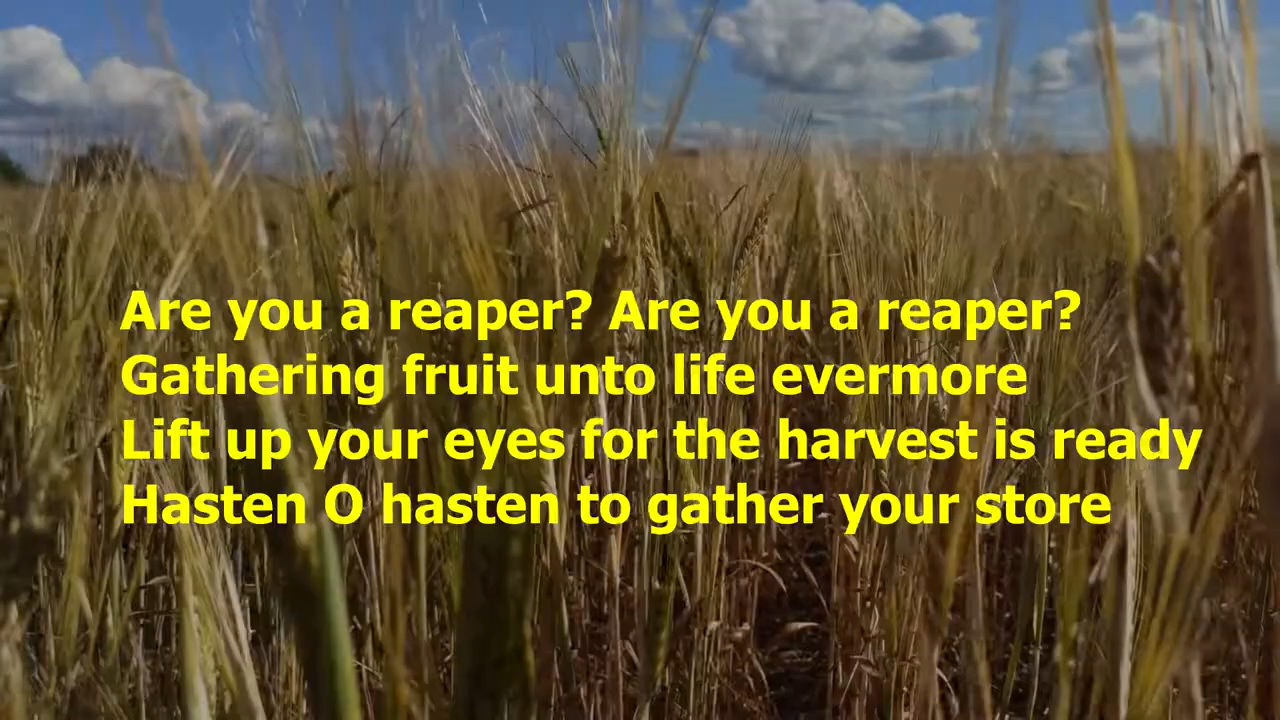 Are you a reaper? Are you a reaper?
Gathering fruit unto life evermore
Lift up your eyes for the harvest is ready
Hasten O hasten to gather your store